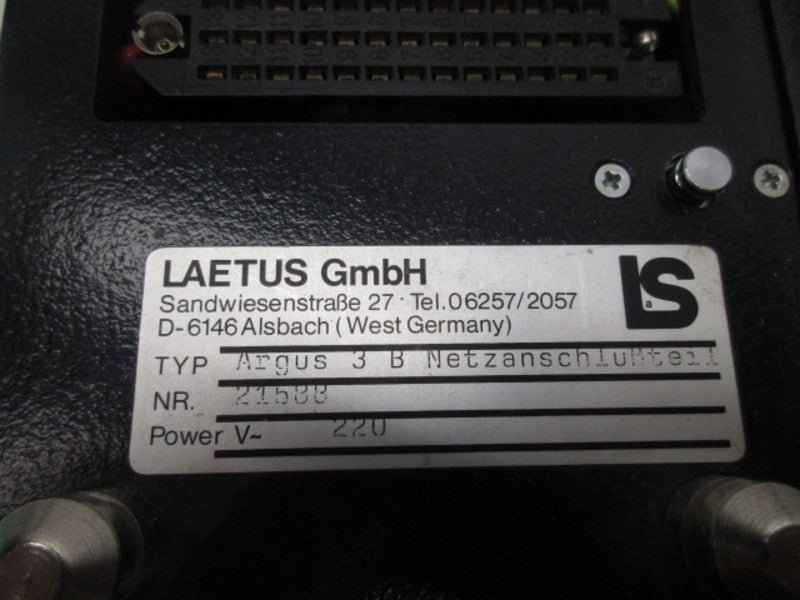 LAETUS GmbH
Sandwiesenstraße 27 · Tel. 06257/2057
D-6146 Alsbach (West Germany)
LaS
TYP Argus 3 B Netzanschlußteil
NR. 21588
Power V~ 220